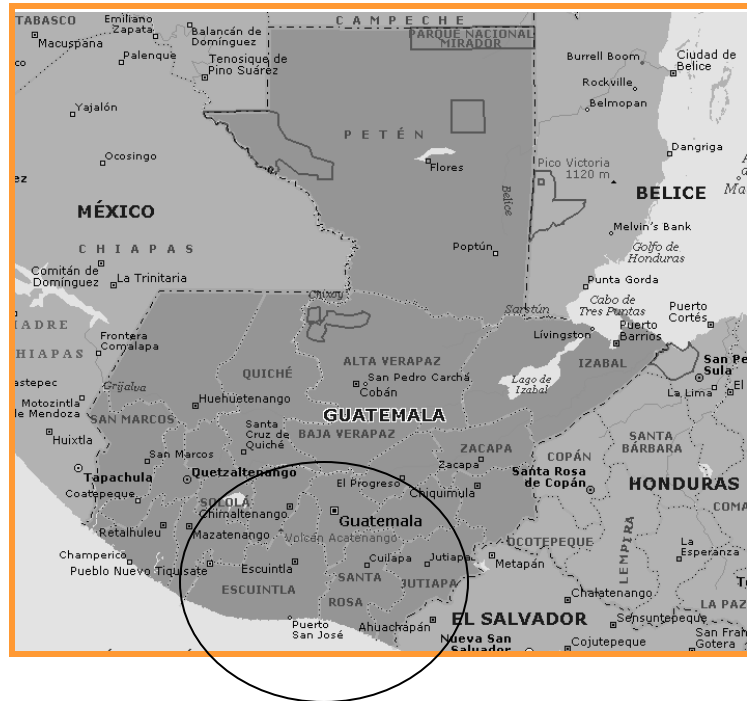 TABASCO
CAMPECHE
Macuspana
Emiliano
Zapata
Balancán de
Domínguez
Palenque
Tenosique de
Pino Suárez
PARQUE NACIONAL
MIRADOR
Burrell Boom
Ciudad de
Belice
Rockville
Belmopan
Yajalón
PETÉN
Ocosingo
Flores
Pico Victoria
1120 m
Dangriga
BELICE
MÉXICO
Belice
Melvin's Bank
CHIAPAS
Poptún
Golfo de
Honduras
Comitán de
Domínguez
La Trinitaria
Punta Gorda
Chixoy
Sarstún
Cabo de
Tres Puntas
Puerto
Cortés
Frontera
Comalapa
Lívingston
Puerto
Barrios
QUICHÉ
ALTA VERAPAZ
IZABAL
San Pedro Carchá
Cobán
Lago de
Izabal
Sula
Grijalva
Motozintla
de Mendoza
Huehuetenango
La Lima
SAN MARCOS
GUATEMALA
Huixtla
Santa
Cruz de
Quiché
BAJA VERAPAZ
SANTA
BÁRBARA
San Marcos
ZACAPA
COPÁN
Tapachula
Quetzaltenango
Zacapa
Santa Rosa
de Copán
El Progreso
HONDURAS
Coatepeque
SOLOLÁ
Chiquimula
Chimaltenango
Guatemala
Retalhuleu
Mazatenango
Volcán Acatenango
OCOTEPEQUE
LEMPIRA
La
Esperanza
Champerico
Pueblo Nuevo Tiquisate
Escuintla
Cuilapa
Jutiapa
Metapán
ESCUINTLA
SANTA
ROSA
JUTIAPA
Chalatenango
LA PAZ
Puerto
San José
Ahuachapán
EL SALVADOR
Sensuntepeque
Nueva San
Salvador
Cojutepeque
Gotera